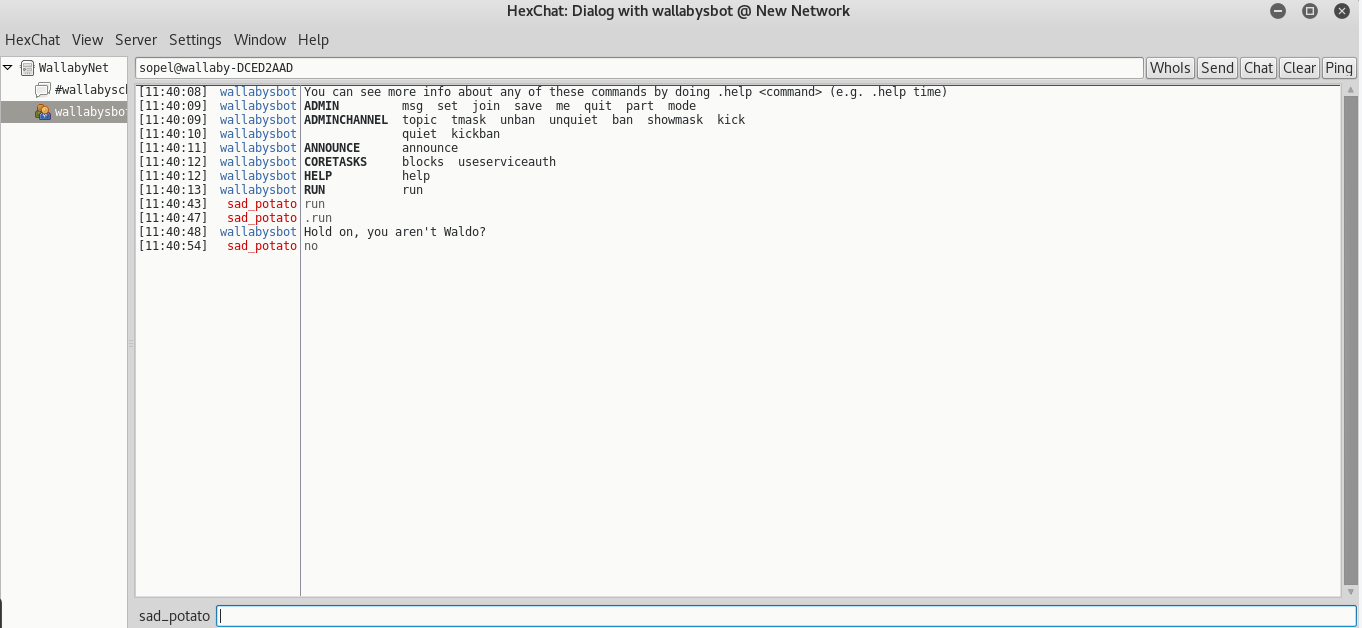 HexChat: Dialog with wallabysbot @ New Network
HexChat View Server Settings Window Help
WallabyNet
#wallabyscl
wallabysbot
sopel@wallaby-DCED2AAD
WhoIs Send Chat Clear Ping
[11:40:08] wallabysbot You can see more info about any of these commands by doing .help <command> (e.g. .help time)
[11:40:09] wallabysbot ADMIN msg set join save me quit part mode
[11:40:09] wallabysbot ADMINCHANNEL topic tmask unban unquiet ban showmask kick
[11:40:10] wallabysbot quiet kickban
[11:40:11] wallabysbot ANNOUNCE announce
[11:40:12] wallabysbot CORETASKS blocks useserviceauth
[11:40:12] wallabysbot HELP help
[11:40:13] wallabysbot RUN run
[11:40:43] sad_potato run
[11:40:47] sad_potato .run
[11:40:48] wallabysbot Hold on, you aren't Waldo?
[11:40:54] sad_potato no
sad_potato